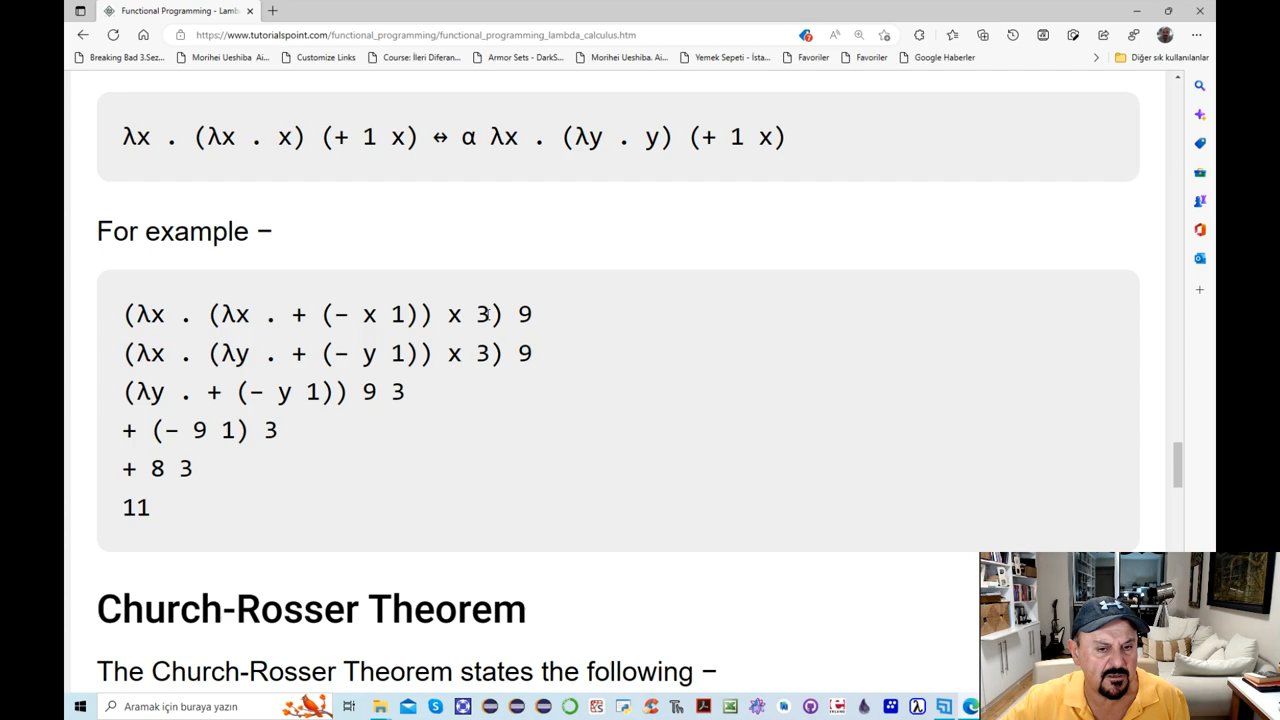 Functional Programming - Lamb
https://www.tutorialspoint.com/functional_programming/functional_programming_lambda_calculus.htm
Breaking Bad 3.Sez... Morihei Ueshiba Ai... Customize Links Course: İleri Diferan... Armor Sets - DarkS... Morihei Ueshiba. Ai... Yemek Sepeti - İsta... Favoriler Favoriler Google Haberler Diğer sık kullanılanlar
λx . (λx . x) (+ 1 x) ↔ α λx . (λy . y) (+ 1 x)
For example −
(λx . (λx . + (− x 1)) x 3) 9
(λx . (λy . + (− y 1)) x 3) 9
(λy . + (− y 1)) 9 3
+ (− 9 1) 3
+ 8 3
11
Church-Rosser Theorem
The Church-Rosser Theorem states the following −
Aramak için buraya yazın